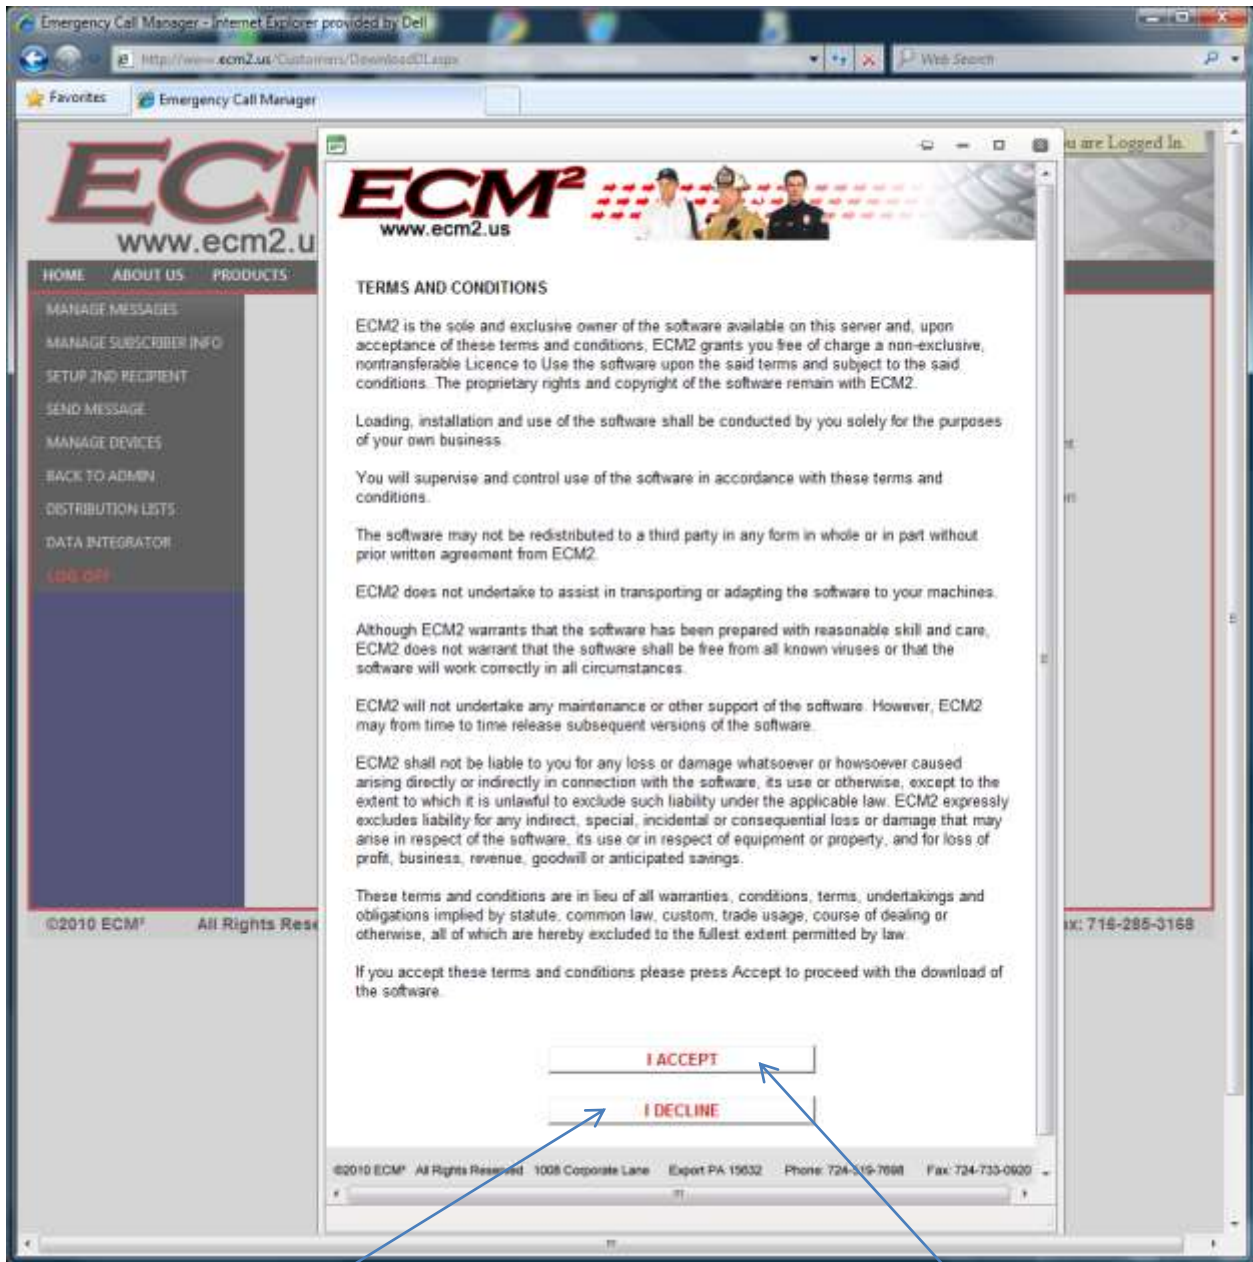 Emergency Call Manager - Internet Explorer provided by Dell
http://www.ecm2.us/Customers/DownloadDI.aspx
Web Search
Favorites
Emergency Call Manager
u are Logged In.
ECM
www.ecm2.u
HOME ABOUT US PRODUCTS
MANAGE MESSAGES
MANAGE SUBSCRIBER INFO
SETUP 2ND RECIPIENT
SEND MESSAGE
MANAGE DEVICES
BACK TO ADMIN
DISTRIBUTION LISTS
DATA INTEGRATOR
LOG OFF
©2010 ECM² All Rights Rese
ax: 716-285-3168
ECM²
www.ecm2.us
TERMS AND CONDITIONS
ECM2 is the sole and exclusive owner of the software available on this server and, upon
acceptance of these terms and conditions, ECM2 grants you free of charge a non-exclusive,
nontransferable Licence to Use the software upon the said terms and subject to the said
conditions. The proprietary rights and copyright of the software remain with ECM2.
Loading, installation and use of the software shall be conducted by you solely for the purposes
of your own business.
You will supervise and control use of the software in accordance with these terms and
conditions.
The software may not be redistributed to a third party in any form in whole or in part without
prior written agreement from ECM2.
ECM2 does not undertake to assist in transporting or adapting the software to your machines.
Although ECM2 warrants that the software has been prepared with reasonable skill and care,
ECM2 does not warrant that the software shall be free from all known viruses or that the
software will work correctly in all circumstances.
ECM2 will not undertake any maintenance or other support of the software. However, ECM2
may from time to time release subsequent versions of the software.
ECM2 shall not be liable to you for any loss or damage whatsoever or howsoever caused
arising directly or indirectly in connection with the software, its use or otherwise, except to the
extent to which it is unlawful to exclude such liability under the applicable law. ECM2 expressly
excludes liability for any indirect, special, incidental or consequential loss or damage that may
arise in respect of the software, its use or in respect of equipment or property, and for loss of
profit, business, revenue, goodwill or anticipated savings.
These terms and conditions are in lieu of all warranties, conditions, terms, undertakings and
obligations implied by statute, common law, custom, trade usage, course of dealing or
otherwise, all of which are hereby excluded to the fullest extent permitted by law.
If you accept these terms and conditions please press Accept to proceed with the download of
the software.
I ACCEPT
I DECLINE
©2010 ECM² All Rights Reserved 1008 Corporate Lane Export PA 15632 Phone: 724-519-7698 Fax: 724-733-0920